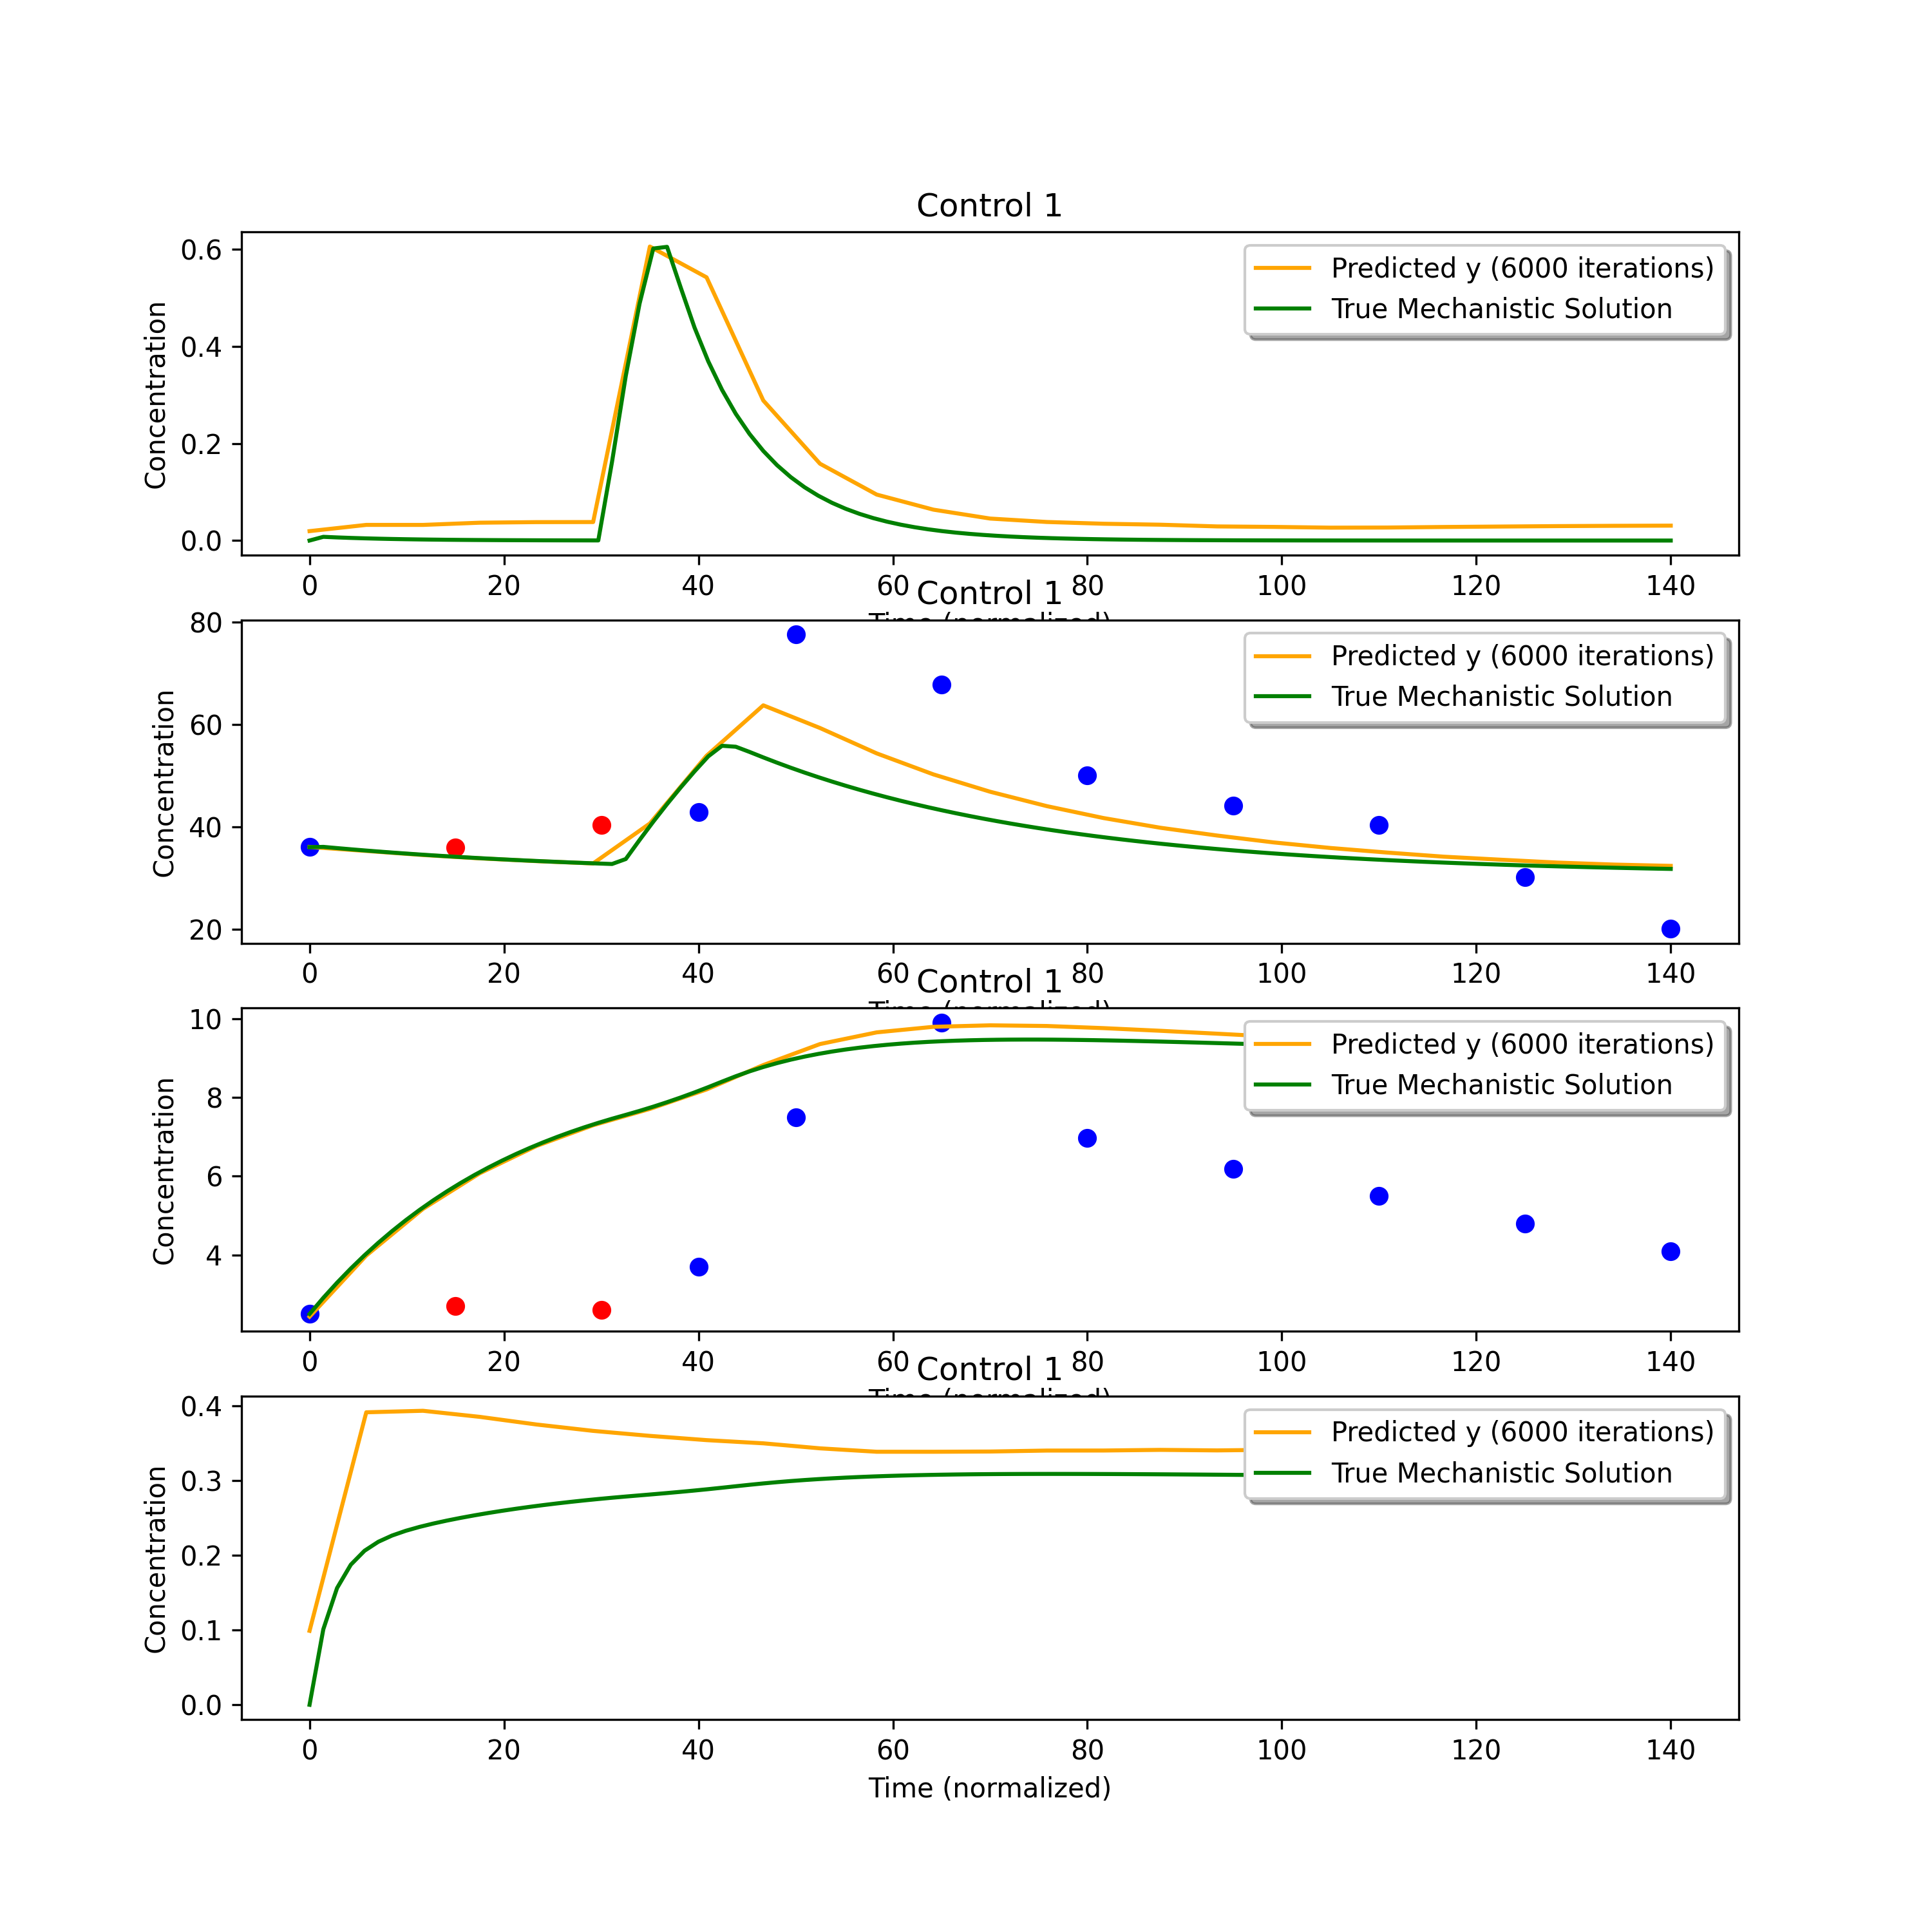 Control 1
Concentration
0.6
0.4
0.2
0.0
Predicted y (6000 iterations)
True Mechanistic Solution
0 20 40 60 80 100 120 140
Control 1
Concentration
80
60
40
20
Predicted y (6000 iterations)
True Mechanistic Solution
0 20 40 60 80 100 120 140
Control 1
Concentration
10
8
6
4
Predicted y (6000 iterations)
True Mechanistic Solution
0 20 40 60 80 100 120 140
Control 1
Concentration
0.4
0.3
0.2
0.1
0.0
Predicted y (6000 iterations)
True Mechanistic Solution
0 20 40 60 80 100 120 140
Time (normalized)